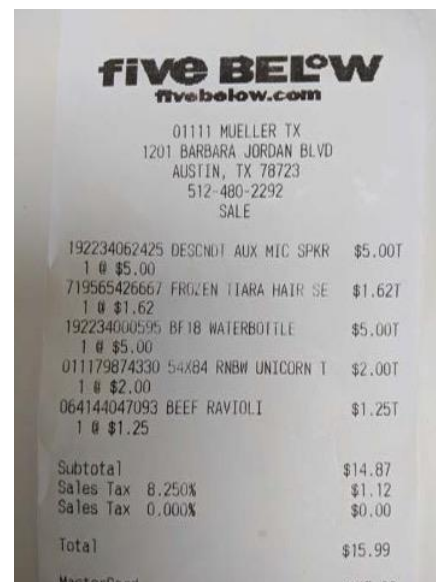 five BELOW
fivebelow.com
01111 MUELLER TX
1201 BARBARA JORDAN BLVD
AUSTIN, TX 78723
512-480-2292
SALE
192234062425 DESCNDT AUX MIC SPKR $5.00T
1 @ $5.00
719565426667 FROZEN TIARA HAIR SE $1.62T
1 @ $1.62
192234000595 BF18 WATERBOTTLE $5.00T
1 @ $5.00
011179874330 54X84 RNBW UNICORN T $2.00T
1 @ $2.00
064144047093 BEEF RAVIOLI $1.25T
1 @ $1.25
Subtotal $14.87
Sales Tax 8.250% $1.12
Sales Tax 0.000% $0.00
Total $15.99
MasterCard